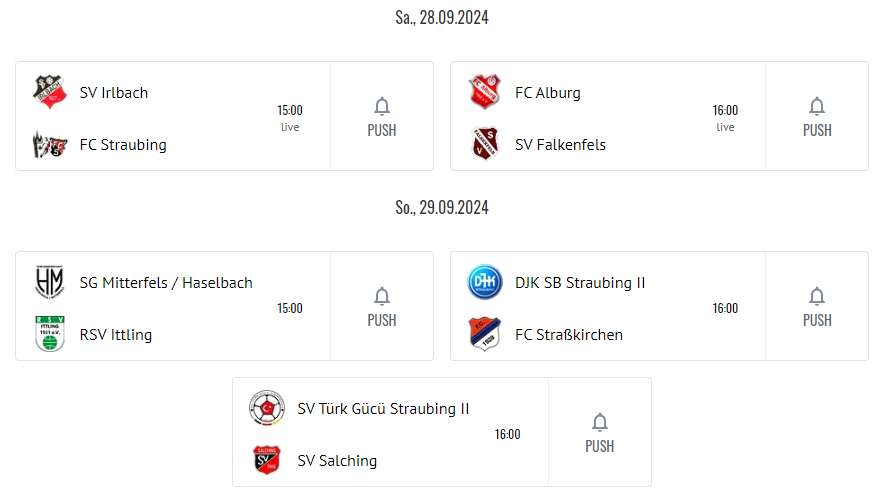 Sa., 28.09.2024
SV Irlbach
15:00
live
FC Straubing
PUSH
FC Alburg
16:00
live
SV Falkenfels
PUSH
So., 29.09.2024
SG Mitterfels / Haselbach
15:00
RSV Ittling
PUSH
DJK SB Straubing II
16:00
FC Straßkirchen
PUSH
SV Türk Gücü Straubing II
16:00
SV Salching
PUSH